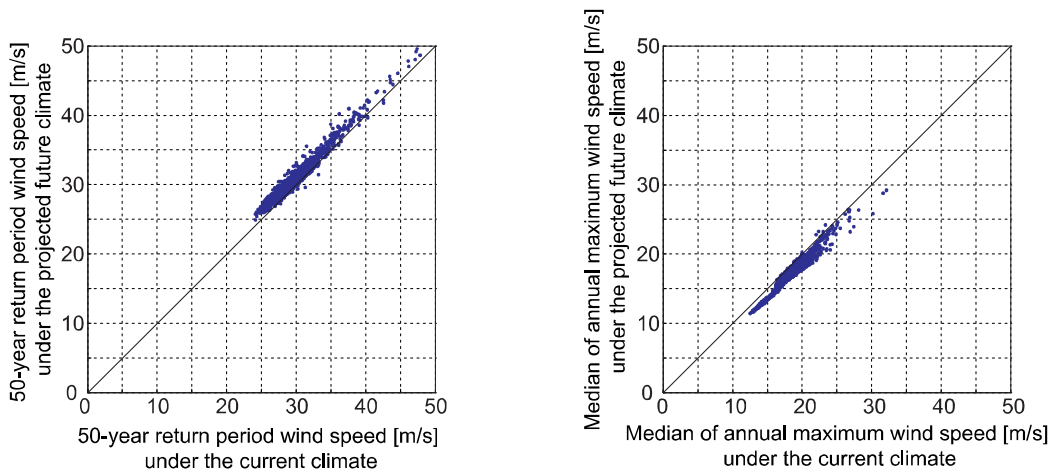 50-year return period wind speed [m/s]
under the projected future climate
50
40
30
20
10
0
0 10 20 30 40 50
50-year return period wind speed [m/s]
under the current climate
Median of annual maximum wind speed [m/s]
under the projected future climate
50
40
30
20
10
0
0 10 20 30 40 50
Median of annual maximum wind speed [m/s]
under the current climate